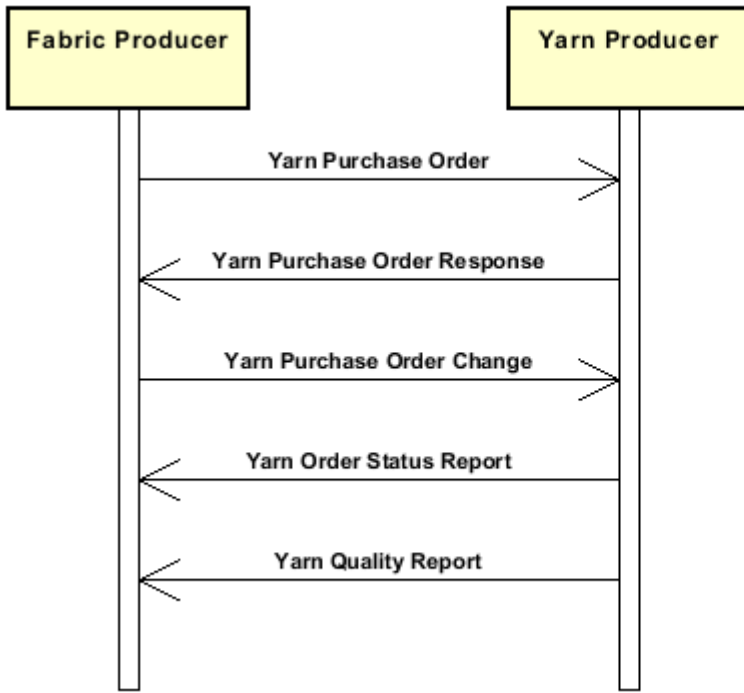 Fabric Producer
Yarn Producer
Yarn Purchase Order
Yarn Purchase Order Response
Yarn Purchase Order Change
Yarn Order Status Report
Yarn Quality Report